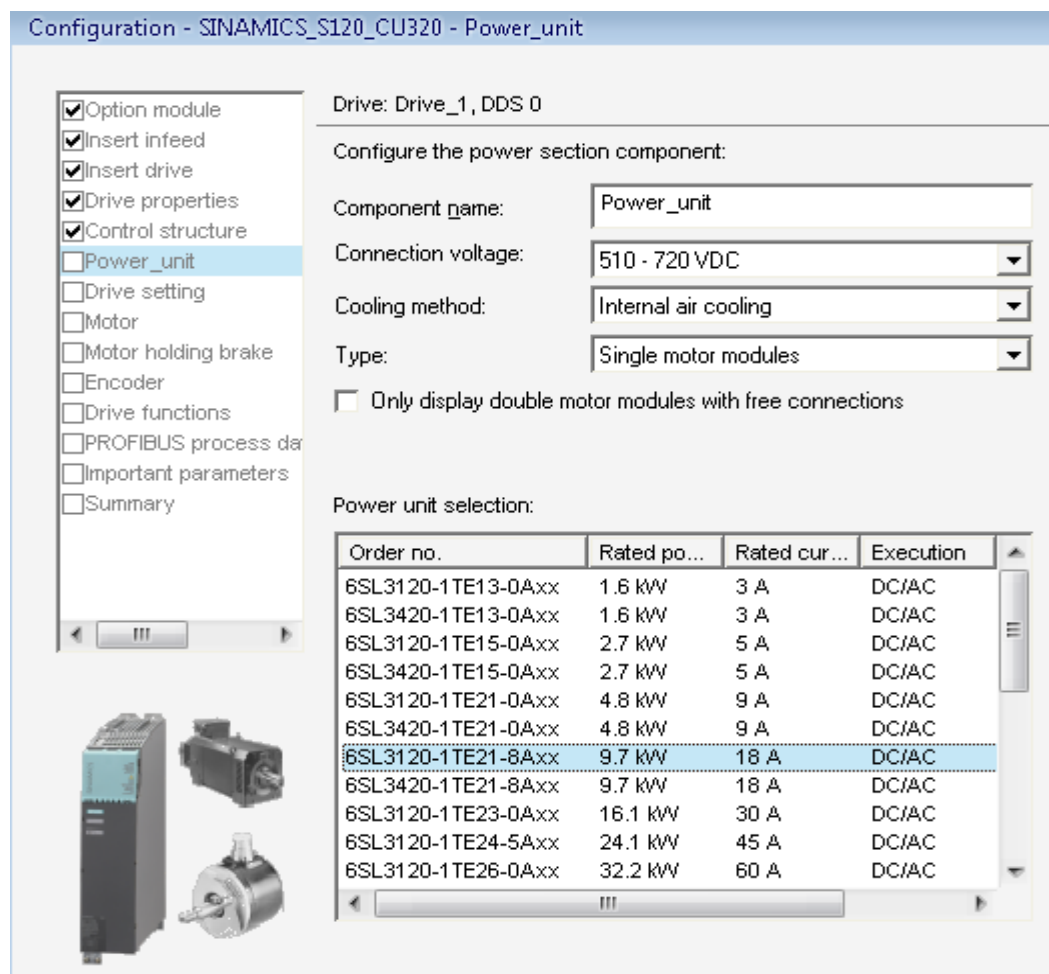 Configuration - SINAMICS_S120_CU320 - Power_unit
Option module
Insert infeed
Insert drive
Drive properties
Control structure
Power_unit
Drive setting
Motor
Motor holding brake
Encoder
Drive functions
PROFIBUS process da
Important parameters
Summary
Drive: Drive_1, DDS 0
Configure the power section component:
Component name: Power_unit
Connection voltage: 510 - 720 VDC
Cooling method: Internal air cooling
Type: Single motor modules
Only display double motor modules with free connections
Power unit selection:
Order no. Rated po... Rated cur... Execution
6SL3120-1TE13-0Axx 1.6 kW 3 A DC/AC
6SL3420-1TE13-0Axx 1.6 kW 3 A DC/AC
6SL3120-1TE15-0Axx 2.7 kW 5 A DC/AC
6SL3420-1TE15-0Axx 2.7 kW 5 A DC/AC
6SL3120-1TE21-0Axx 4.8 kW 9 A DC/AC
6SL3420-1TE21-0Axx 4.8 kW 9 A DC/AC
6SL3120-1TE21-8Axx 9.7 kW 18 A DC/AC
6SL3420-1TE21-8Axx 9.7 kW 18 A DC/AC
6SL3120-1TE23-0Axx 16.1 kW 30 A DC/AC
6SL3120-1TE24-5Axx 24.1 kW 45 A DC/AC
6SL3120-1TE26-0Axx 32.2 kW 60 A DC/AC